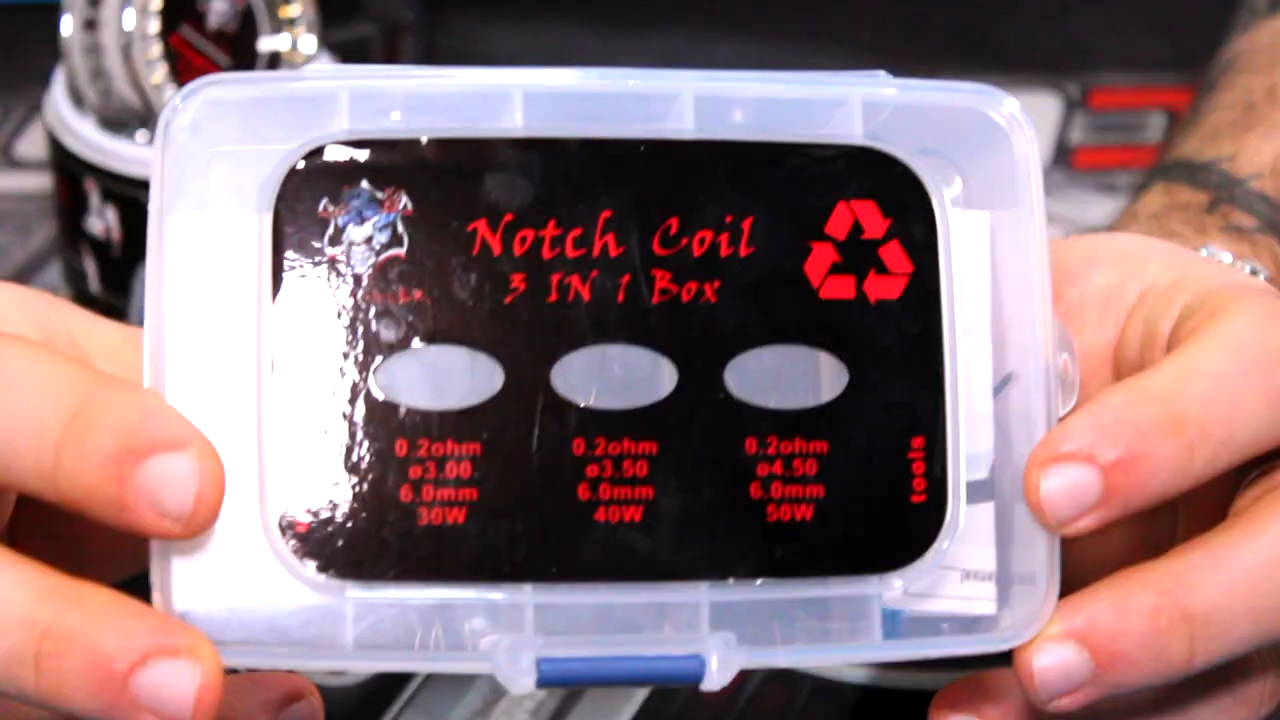 Notch Coil
3 IN 1 Box
0.2ohm
ø3.00
6.0mm
30W
0.2ohm
ø3.50
6.0mm
40W
0.2ohm
ø4.50
6.0mm
50W
tools